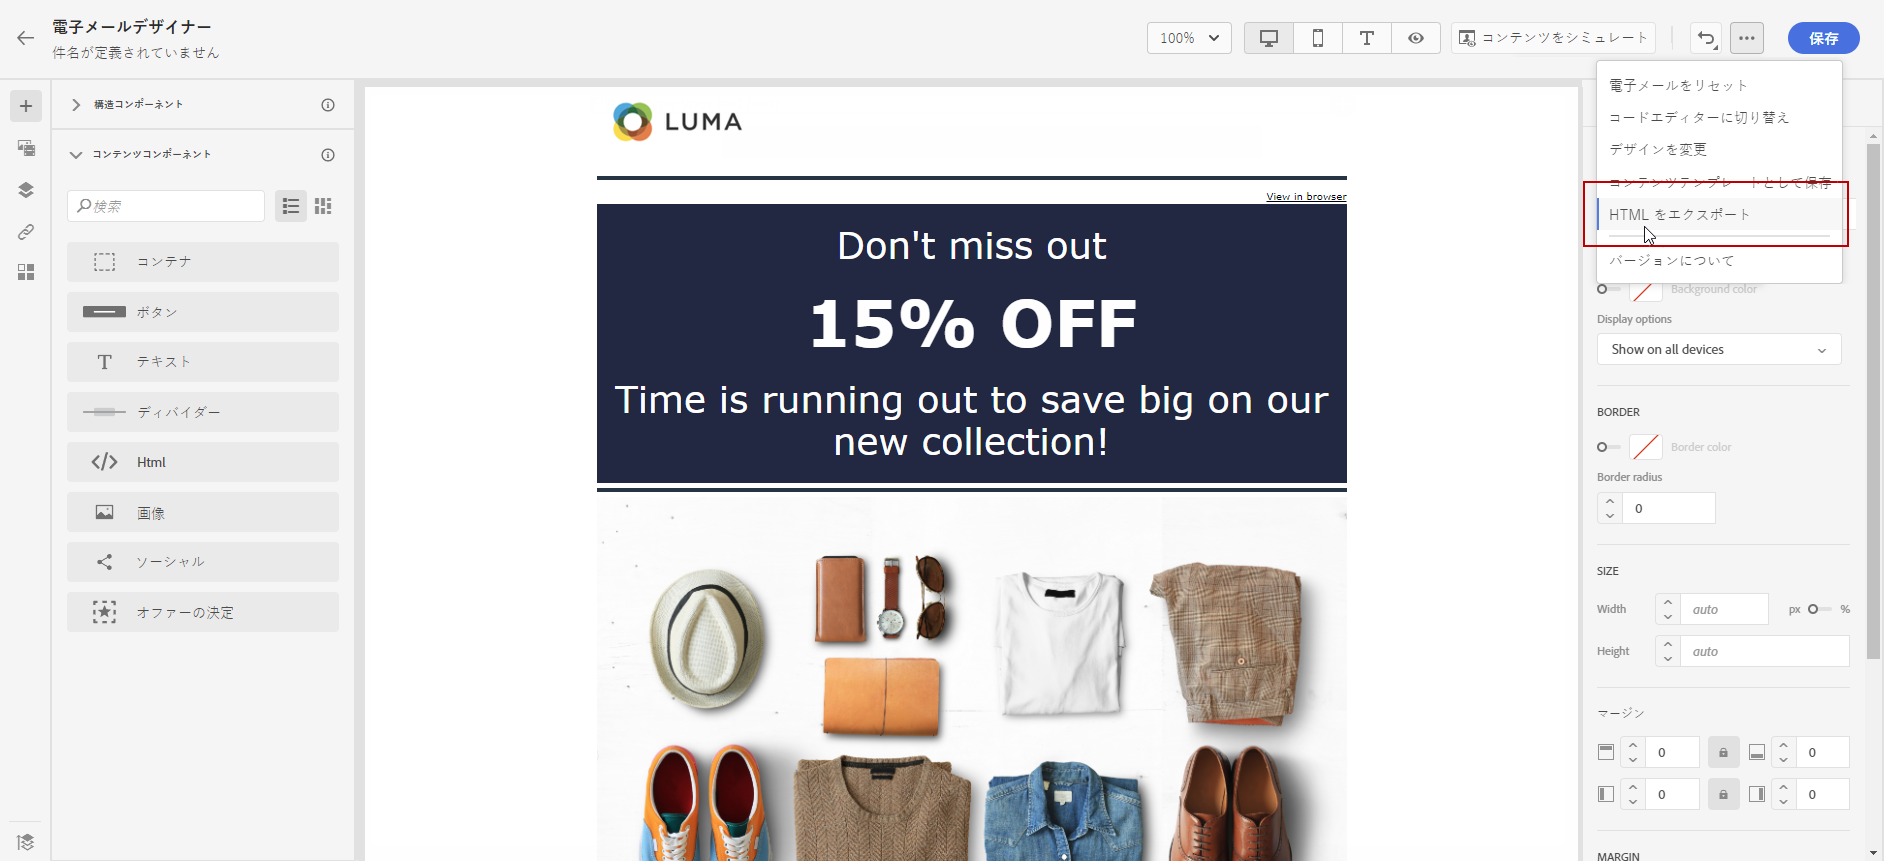 電子メールデザイナー
件名が定義されていません
100%
コンテンツをシミュレート
保存
構造コンポーネント
コンテンツコンポーネント
検索
コンテナ
ボタン
テキスト
ディバイダー
Html
画像
ソーシャル
オファーの決定
LUMA
View in browser
Don't miss out
15% OFF
Time is running out to save big on our
new collection!
電子メールをリセット
コードエディターに切り替え
デザインを変更
コンテンツテンプレートとして保存
HTML をエクスポート
バージョンについて
Background color
Display options
Show on all devices
BORDER
Border color
Border radius
0
SIZE
Width auto px %
Height auto
マージン
0 0
0 0
MARGIN